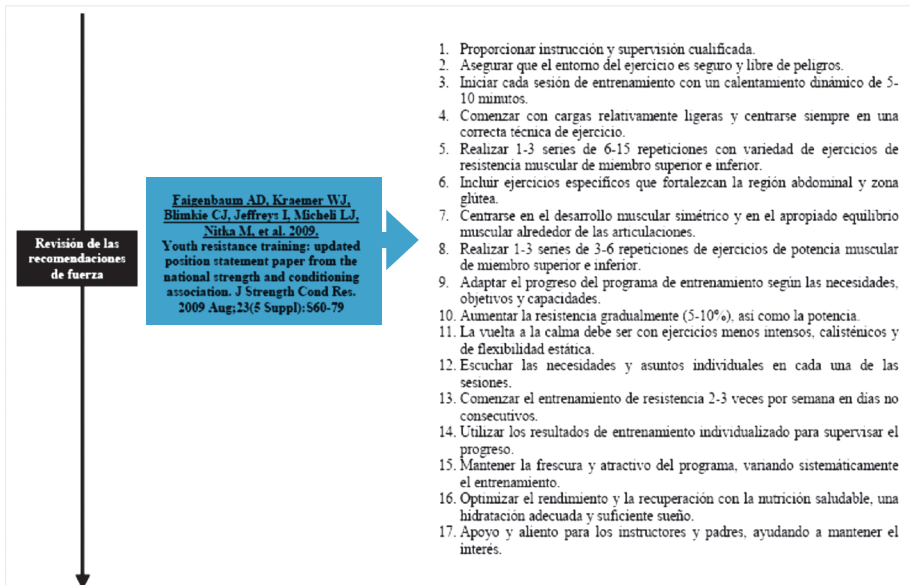 Revisión de las
recomendaciones
de fuerza
Faigenbaum AD, Kraemer WJ,
Blimkie CJ, Jeffreys I, Micheli LJ,
Nitka M, et al. 2009.
Youth resistance training: updated
position statement paper from the
national strength and conditioning
association. J Strength Cond Res.
2009 Aug;23(5 Suppl):S60-79
1. Proporcionar instrucción y supervisión cualificada.
2. Asegurar que el entorno del ejercicio es seguro y libre de peligros.
3. Iniciar cada sesión de entrenamiento con un calentamiento dinámico de 5-
10 minutos.
4. Comenzar con cargas relativamente ligeras y centrarse siempre en una
correcta técnica de ejercicio.
5. Realizar 1-3 series de 6-15 repeticiones con variedad de ejercicios de
resistencia muscular de miembro superior e inferior.
6. Incluir ejercicios específicos que fortalezcan la región abdominal y zona
glútea.
7. Centrarse en el desarrollo muscular simétrico y en el apropiado equilibrio
muscular alrededor de las articulaciones.
8. Realizar 1-3 series de 3-6 repeticiones de ejercicios de potencia muscular
de miembro superior e inferior.
9. Adaptar el progreso del programa de entrenamiento según las necesidades,
objetivos y capacidades.
10. Aumentar la resistencia gradualmente (5-10%), así como la potencia.
11. La vuelta a la calma debe ser con ejercicios menos intensos, calisténicos y
de flexibilidad estática.
12. Escuchar las necesidades y asuntos individuales en cada una de las
sesiones.
13. Comenzar el entrenamiento de resistencia 2-3 veces por semana en días no
consecutivos.
14. Utilizar los resultados de entrenamiento individualizado para supervisar el
progreso.
15. Mantener la frescura y atractivo del programa, variando sistemáticamente
el entrenamiento.
16. Optimizar el rendimiento y la recuperación con la nutrición saludable, una
hidratación adecuada y suficiente sueño.
17. Apoyo y aliento para los instructores y padres, ayudando a mantener el
interés.